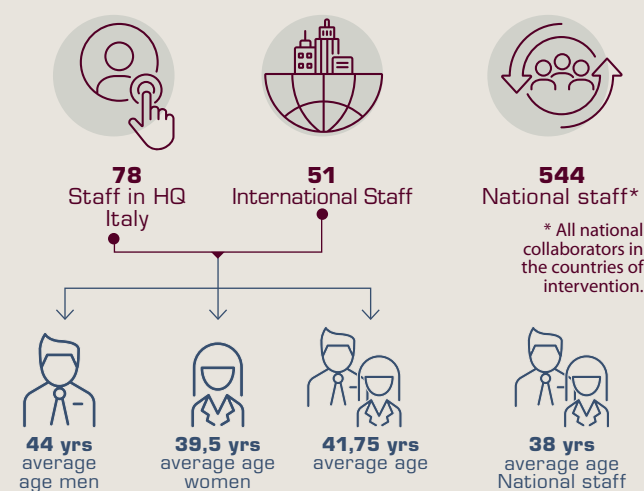 78
Staff in HQ
Italy
51
International Staff
544
National staff*
* All national
collaborators in
the countries of
intervention.
44 yrs
average
age men
39,5 yrs
average age
women
41,75 yrs
average age
38 yrs
average age
National staff